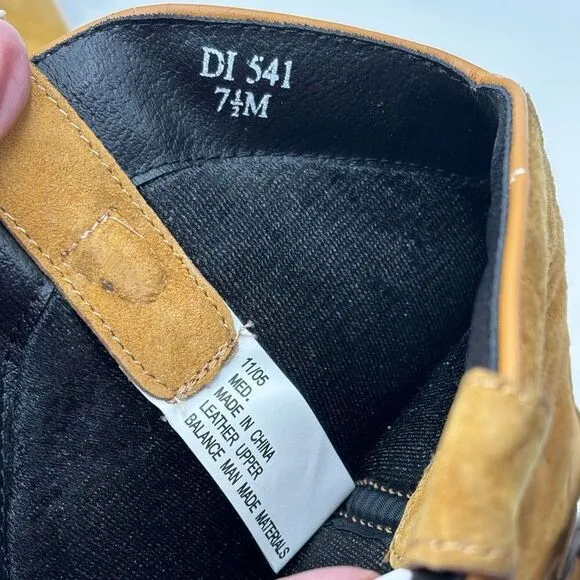 DI 541
7½M
11/05
MED.
MADE IN CHINA
LEATHER UPPER
BALANCE MAN MADE MATERIALS